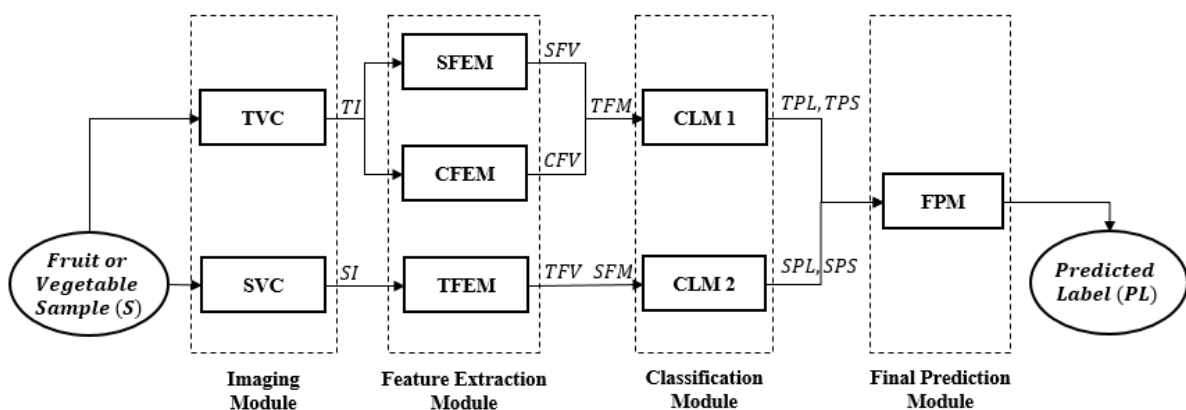 SFV
SFEM
TI
TFM
TPL, TPS
TVC
CLM 1
CFV
CFEM
FPM
Fruit or
Vegetable
Sample (S)
SI
TFV
SFM
SPL, SPS
SVC
TFEM
CLM 2
Predicted
Label (PL)
Imaging
Module
Feature Extraction
Module
Classification
Module
Final Prediction
Module